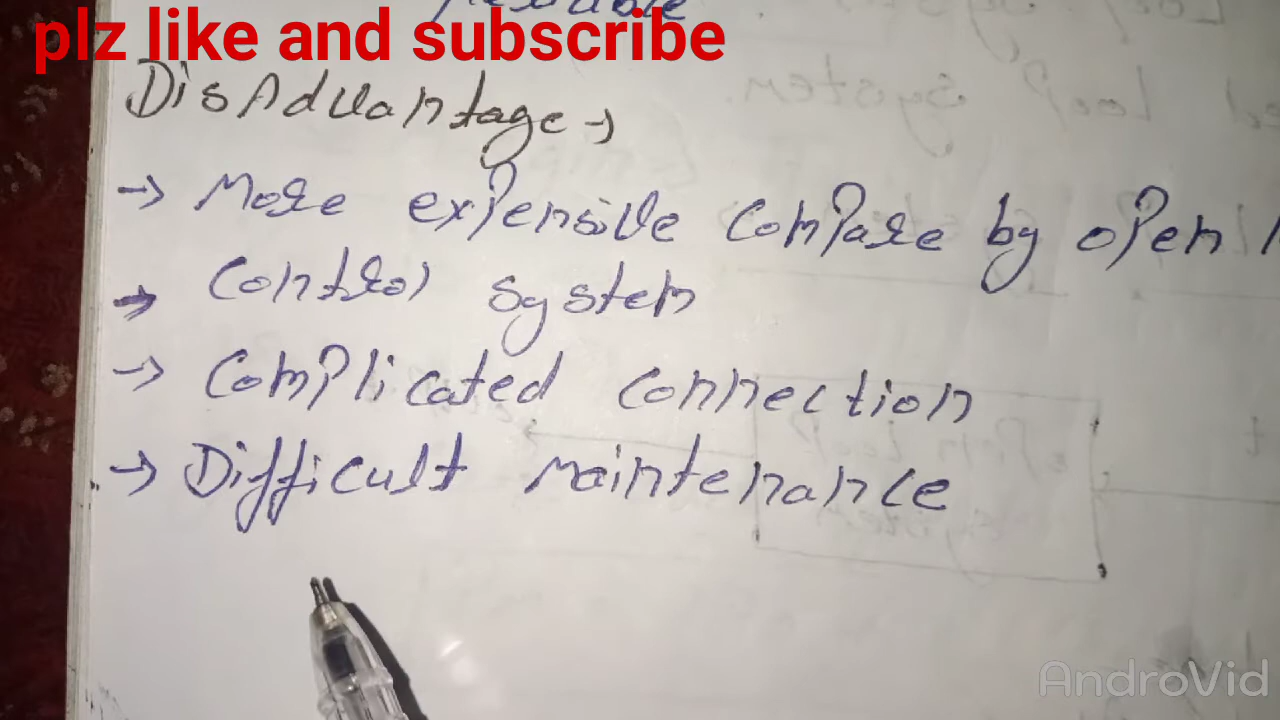 plz like and subscribe
DisAdvantage →
→ More expensive compare by open
→ Control system
→ Complicated connection
→ Difficult maintenance
AndroVid